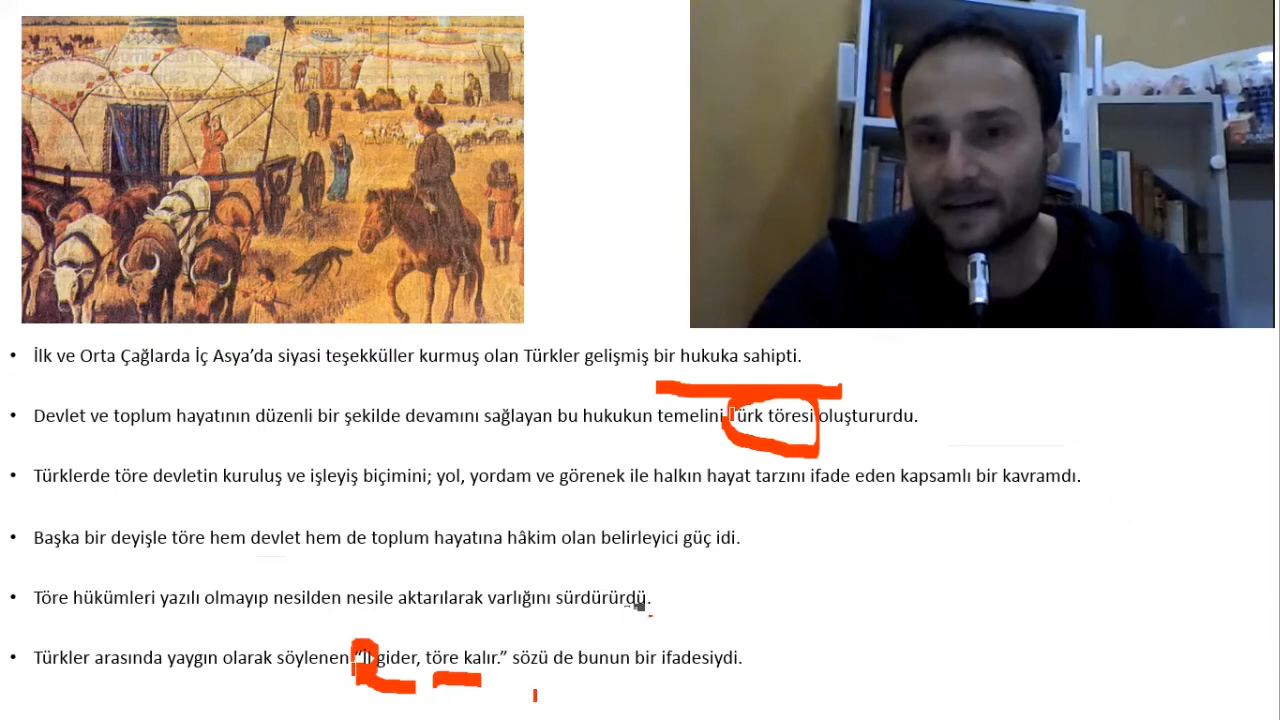 • İlk ve Orta Çağlarda İç Asya’da siyasi teşekküller kurmuş olan Türkler gelişmiş bir hukuka sahipti.
• Devlet ve toplum hayatının düzenli bir şekilde devamını sağlayan bu hukukun temelini Türk töresi oluştururdu.
• Türklerde töre devletin kuruluş ve işleyiş biçimini; yol, yordam ve görenek ile halkın hayat tarzını ifade eden kapsamlı bir kavramdı.
• Başka bir deyişle töre hem devlet hem de toplum hayatına hâkim olan belirleyici güç idi.
• Töre hükümleri yazılı olmayıp nesilden nesile aktarılarak varlığını sürdürürdü.
• Türkler arasında yaygın olarak söylenen “İl gider, töre kalır.” sözü de bunun bir ifadesiydi.